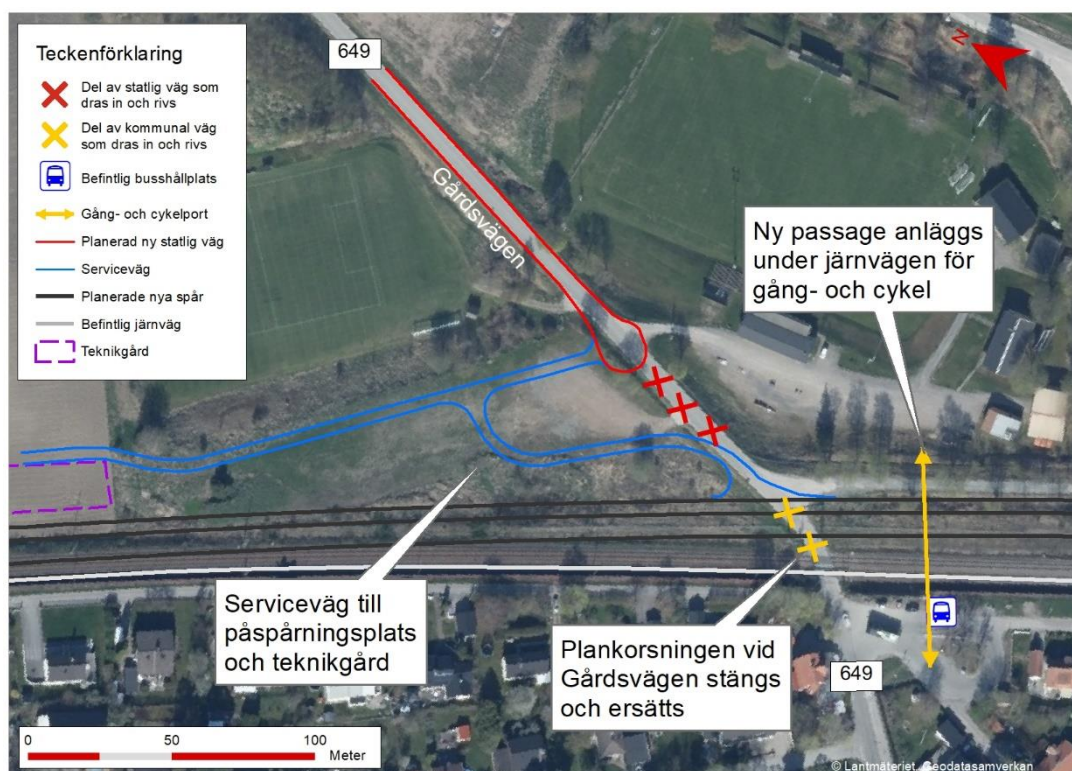 Teckenförklaring
Del av statlig väg som
dras in och rivs
Del av kommunal väg
som dras in och rivs
Befintlig busshållplats
Gång- och cykelport
Planerad ny statlig väg
Serviceväg
Planerade nya spår
Befintlig järnväg
Teknikgård
649
N
Gårdsvägen
Ny passage anläggs
under järnvägen för
gång- och cykel
Serviceväg till
påspårningsplats
och teknikgård
Plankorsningen vid
Gårdsvägen stängs
och ersätts
649
0 50 100
Meter
© Lantmäteriet, Geodatasamverkan